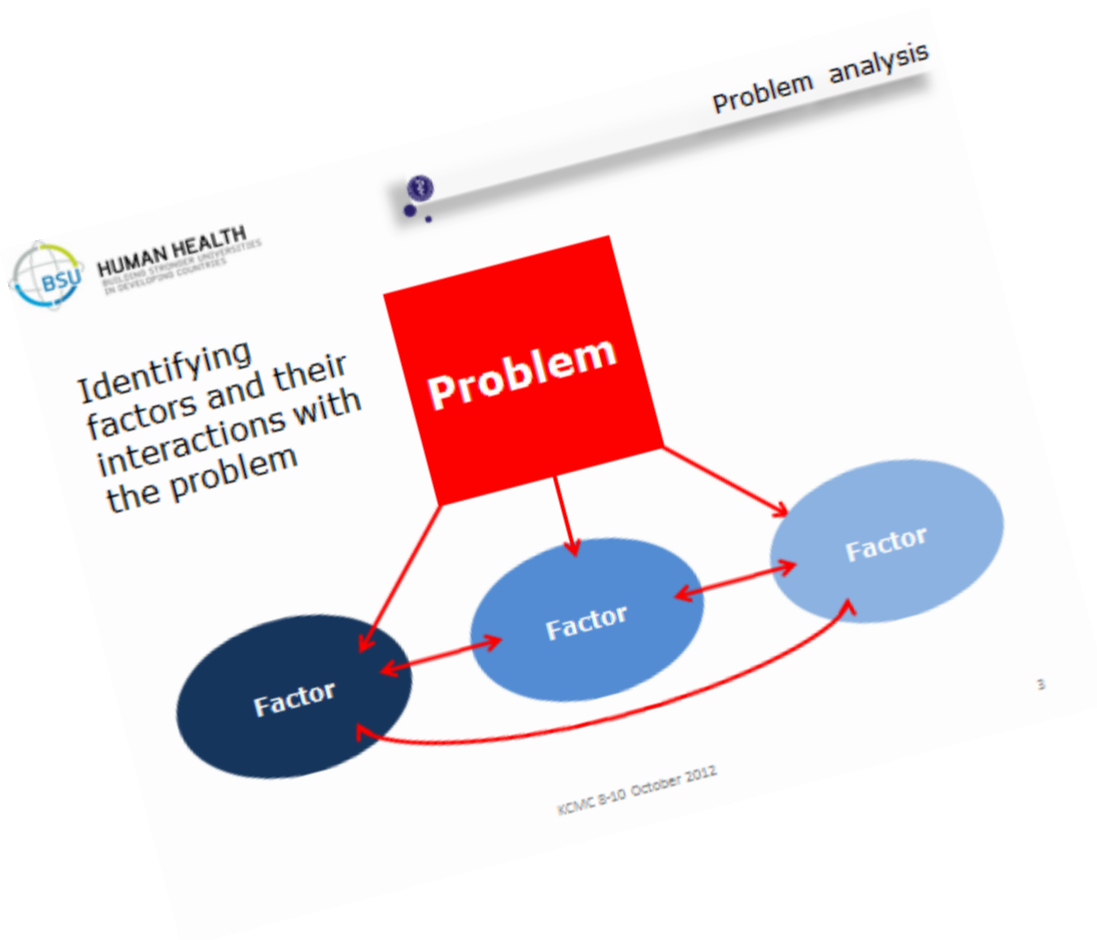 Problem analysis
BSU
HUMAN HEALTH
BUILDING STRONGER UNIVERSITIES
IN DEVELOPING COUNTRIES
Identifying
factors and their
interactions with
the problem
Problem
Factor
Factor
Factor
KCMC 8-10 October 2012
3